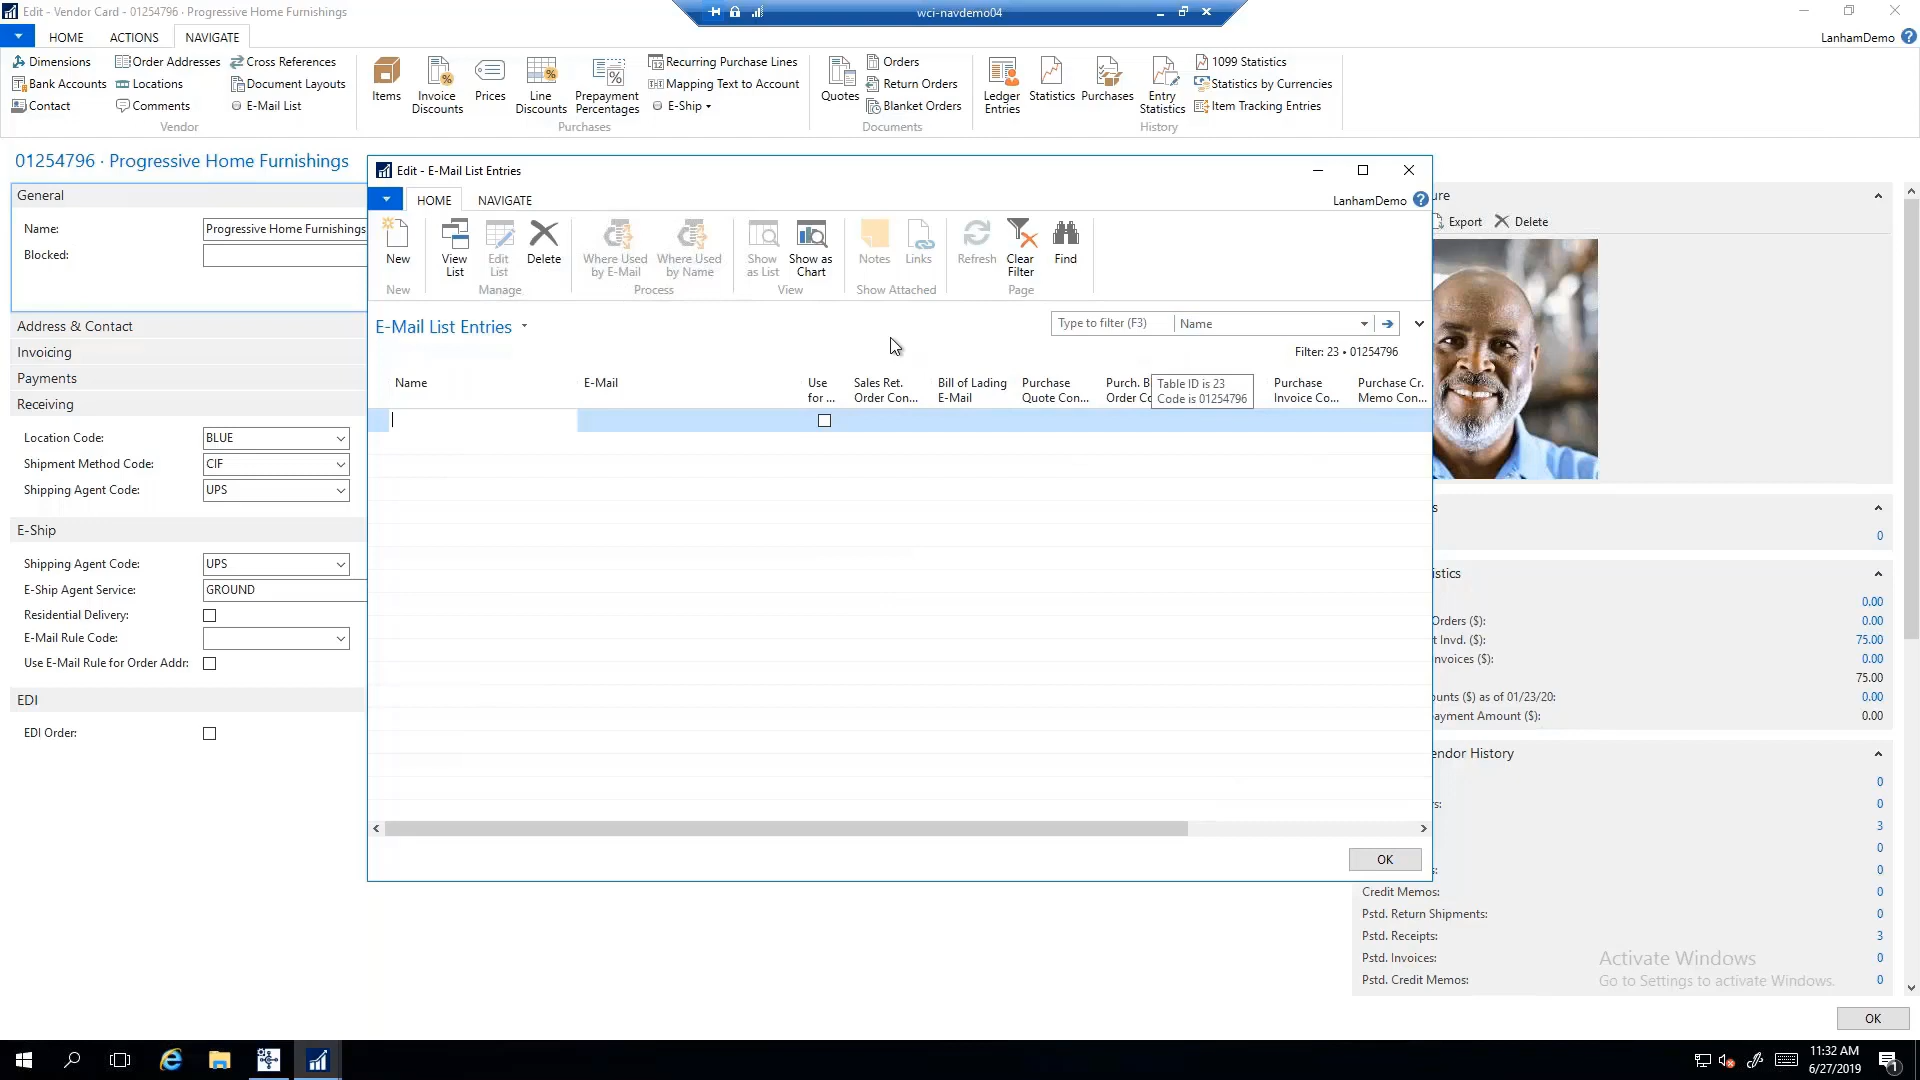 Edit - Vendor Card - 01254796 · Progressive Home Furnishings
wci-navdemo04
HOME ACTIONS NAVIGATE
LanhamDemo
Dimensions
Bank Accounts
Contact
Order Addresses
Locations
Comments
Cross References
Document Layouts
E-Mail List
Vendor
Items
Invoice Discounts
Prices
Line Discounts
Prepayment Percentages
Recurring Purchase Lines
Mapping Text to Account
E-Ship
Purchases
Quotes
Orders
Return Orders
Blanket Orders
Documents
Ledger Entries
Statistics
Purchases
Entry Statistics
1099 Statistics
Statistics by Currencies
Item Tracking Entries
History
01254796 · Progressive Home Furnishings
General
Name: Progressive Home Furnishings
Blocked:
Address & Contact
Invoicing
Payments
Receiving
Location Code: BLUE
Shipment Method Code: CIF
Shipping Agent Code: UPS
E-Ship
Shipping Agent Code: UPS
E-Ship Agent Service: GROUND
Residential Delivery:
E-Mail Rule Code:
Use E-Mail Rule for Order Addr:
EDI
EDI Order:
Edit - E-Mail List Entries
HOME NAVIGATE
LanhamDemo
New
New
View List
Edit List
Delete
Manage
Where Used by E-Mail
Where Used by Name
Process
Show as List
Show as Chart
View
Notes
Links
Show Attached
Refresh
Clear Filter
Find
Page
E-Mail List Entries
Type to filter (F3) Name
Filter: 23 • 01254796
Name
E-Mail
Use for ...
Sales Ret. Order Con...
Bill of Lading E-Mail
Purchase Quote Con...
Purch. B
Order Cc
Table ID is 23
Code is 01254796
Purchase Invoice Co...
Purchase Cr. Memo Con...
OK
ure
Export Delete
s
0
istics
0.00
Orders ($): 0.00
t Invd. ($): 75.00
nvoices ($): 0.00
75.00
ounts ($) as of 01/23/20: 0.00
ayment Amount ($): 0.00
endor History
0
rs: 0
3
0
s: 0
Credit Memos: 0
Pstd. Return Shipments: 0
Pstd. Receipts: 3
Pstd. Invoices: 0
Pstd. Credit Memos: 0
Activate Windows
Go to Settings to activate Windows.
OK
11:32 AM
6/27/2019
1